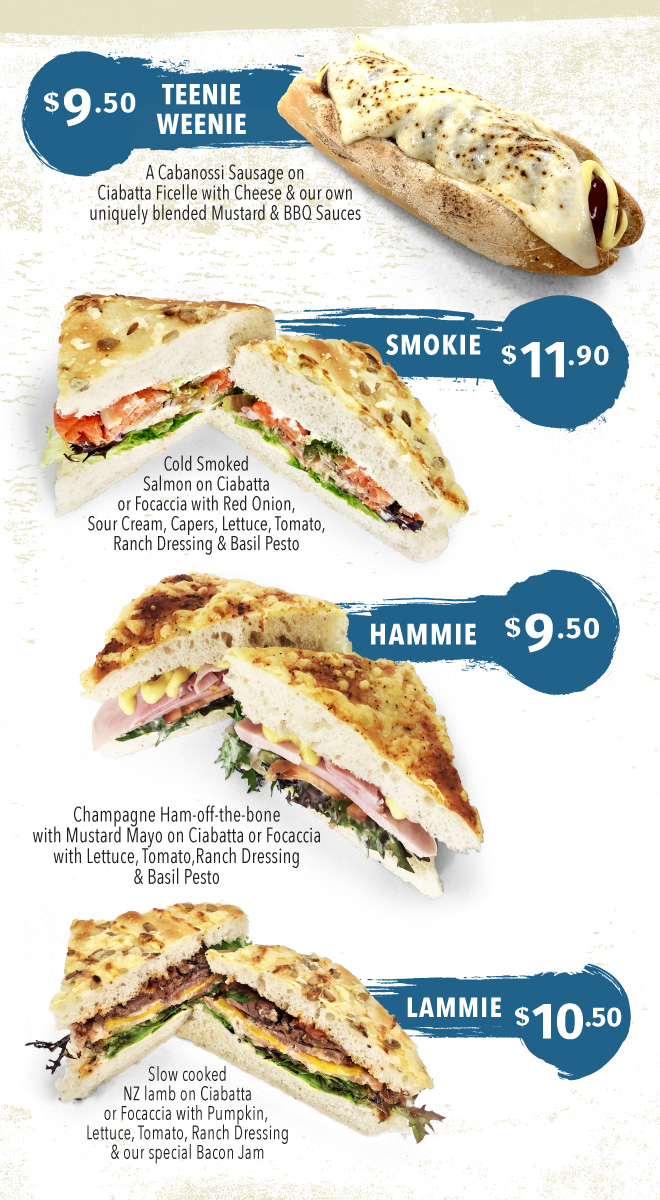 $9.50 TEENIE
WEENIE
A Cabanossi Sausage on
Ciabatta Ficelle with Cheese & our own
uniquely blended Mustard & BBQ Sauces
SMOKIE $11.90
Cold Smoked
Salmon on Ciabatta
or Focaccia with Red Onion,
Sour Cream, Capers, Lettuce, Tomato,
Ranch Dressing & Basil Pesto
HAMMIE $9.50
Champagne Ham-off-the-bone
with Mustard Mayo on Ciabatta or Focaccia
with Lettuce, Tomato,Ranch Dressing
& Basil Pesto
LAMMIE $10.50
Slow cooked
NZ lamb on Ciabatta
or Focaccia with Pumpkin,
Lettuce, Tomato, Ranch Dressing
& our special Bacon Jam